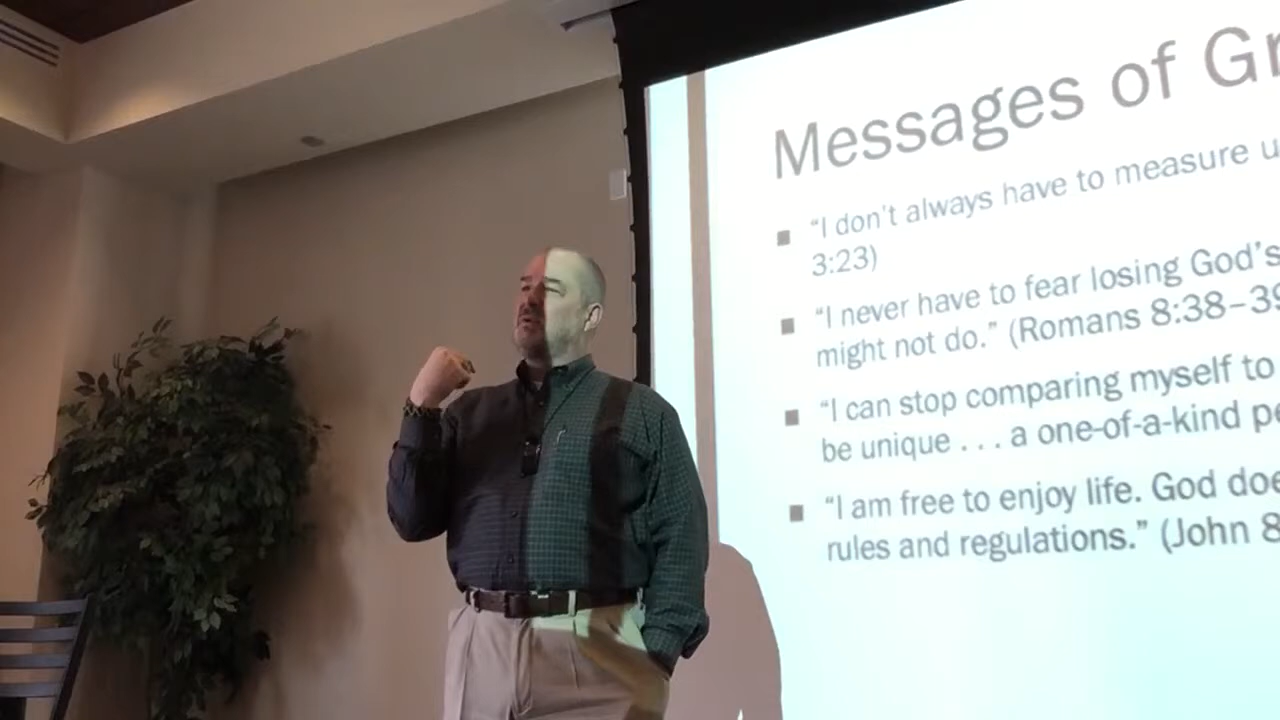 Messages of Gr
■ “I don’t always have to measure u
3:23)
■ “I never have to fear losing God’s
might not do.” (Romans 8:38–39
■ “I can stop comparing myself to
be unique . . . a one-of-a-kind pe
■ “I am free to enjoy life. God doe
rules and regulations.” (John 8